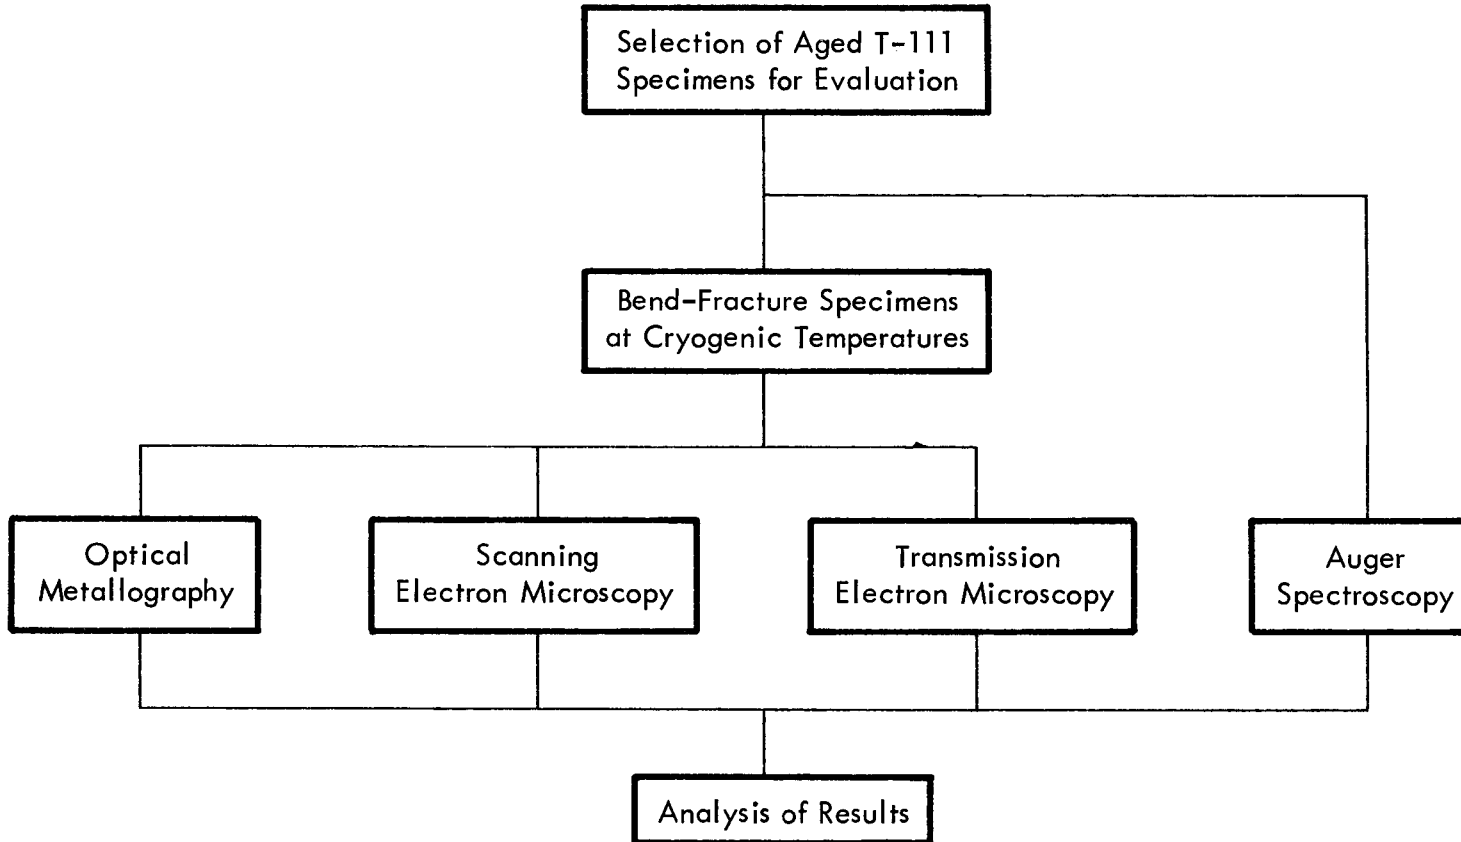 Selection of Aged T-111
Specimens for Evaluation
Bend-Fracture Specimens
at Cryogenic Temperatures
Optical
Metallography
Scanning
Electron Microscopy
Transmission
Electron Microscopy
Auger
Spectroscopy
Analysis of Results